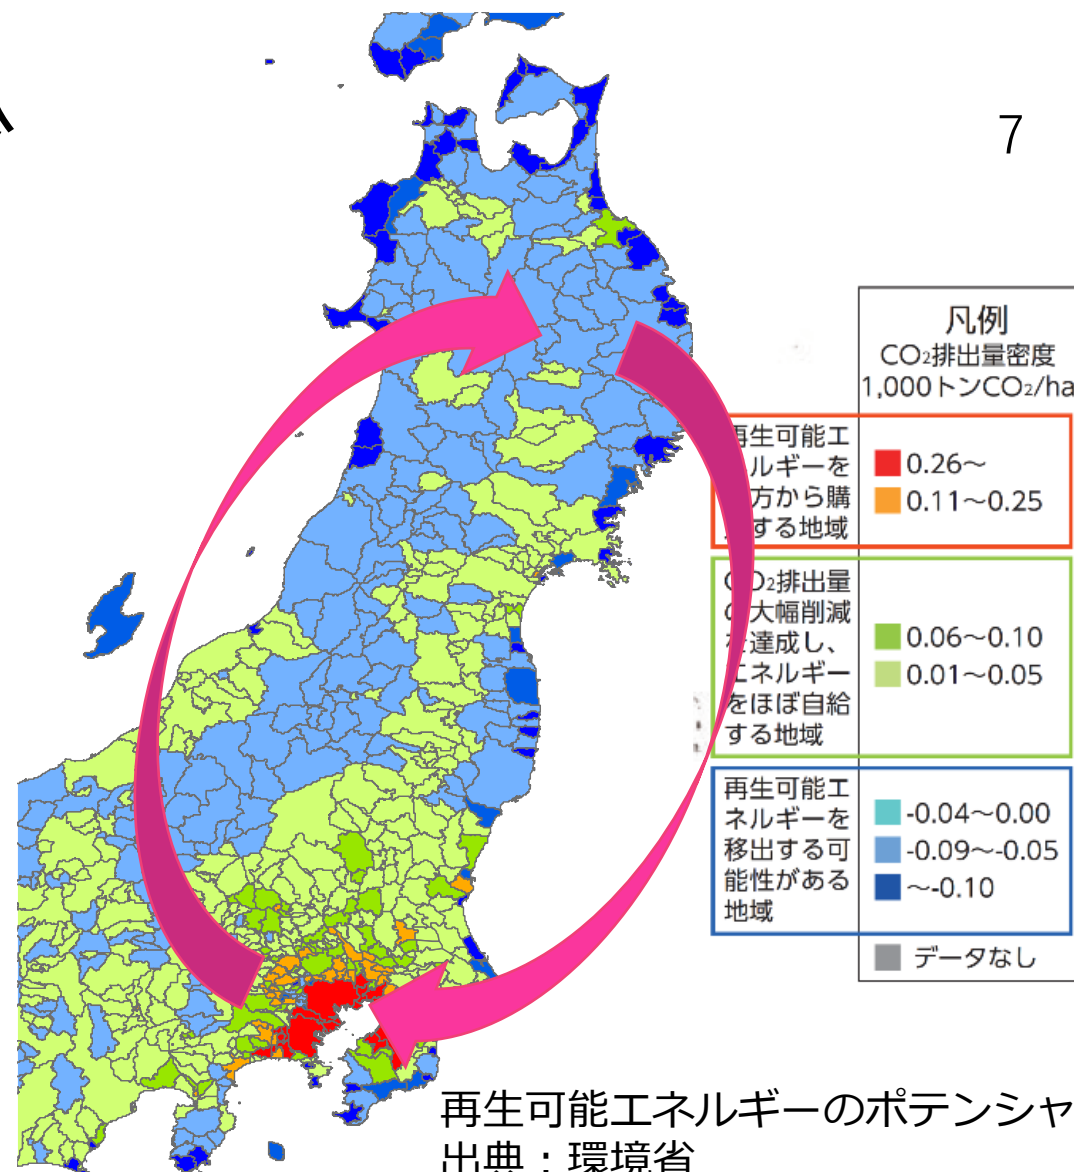 7
凡例
CO₂排出量密度
1,000トンCO₂/ha
再生可能エ
ルギーを
方から購
する地域
0.26～
0.11～0.25
O₂排出量
大幅削減
を達成し、
エネルギー
をほぼ自給
する地域
0.06～0.10
0.01～0.05
再生可能エ
ネルギーを
移出する可
能性がある
地域
-0.04～0.00
-0.09～-0.05
～-0.10
データなし
再生可能エネルギーのポテンシャ
出典：環境省